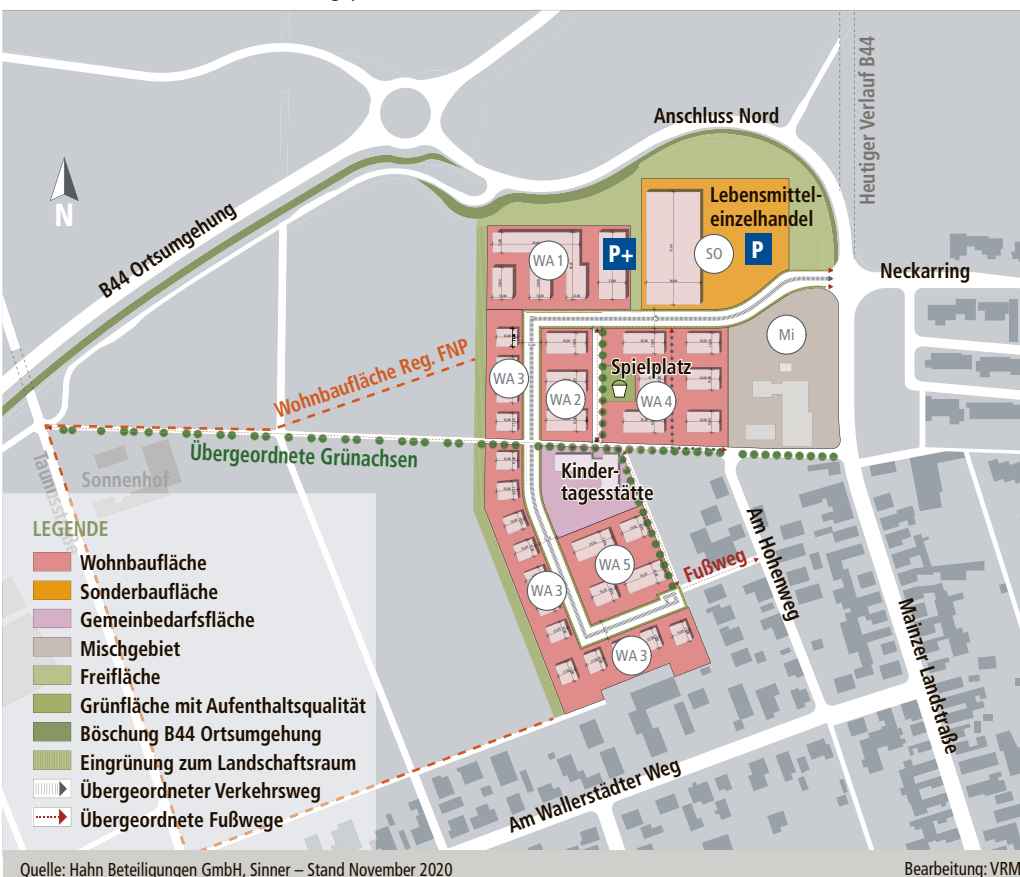 Anschluss Nord
Heutiger Verlauf B44
Lebensmittel-
einzelhandel
B44 Ortsumgehung
N
WA 1
P+
SO
P
Neckarring
Mi
Wohnbaufläche Reg. FNP
WA 3
Spielplatz
WA 2
WA 4
Übergeordnete Grünachsen
Taunusstraße
Sonnenhof
Kinder-
tagesstätte
Am Hohenweg
WA 5
Fußweg
WA 3
WA 3
Mainzer Landstraße
Am Wallerstädter Weg
LEGENDE
Wohnbaufläche
Sonderbaufläche
Gemeinbedarfsfläche
Mischgebiet
Freifläche
Grünfläche mit Aufenthaltsqualität
Böschung B44 Ortsumgehung
Eingrünung zum Landschaftsraum
Übergeordneter Verkehrsweg
Übergeordnete Fußwege
Quelle: Hahn Beteiligungen GmbH, Sinner – Stand November 2020
Bearbeitung: VRM